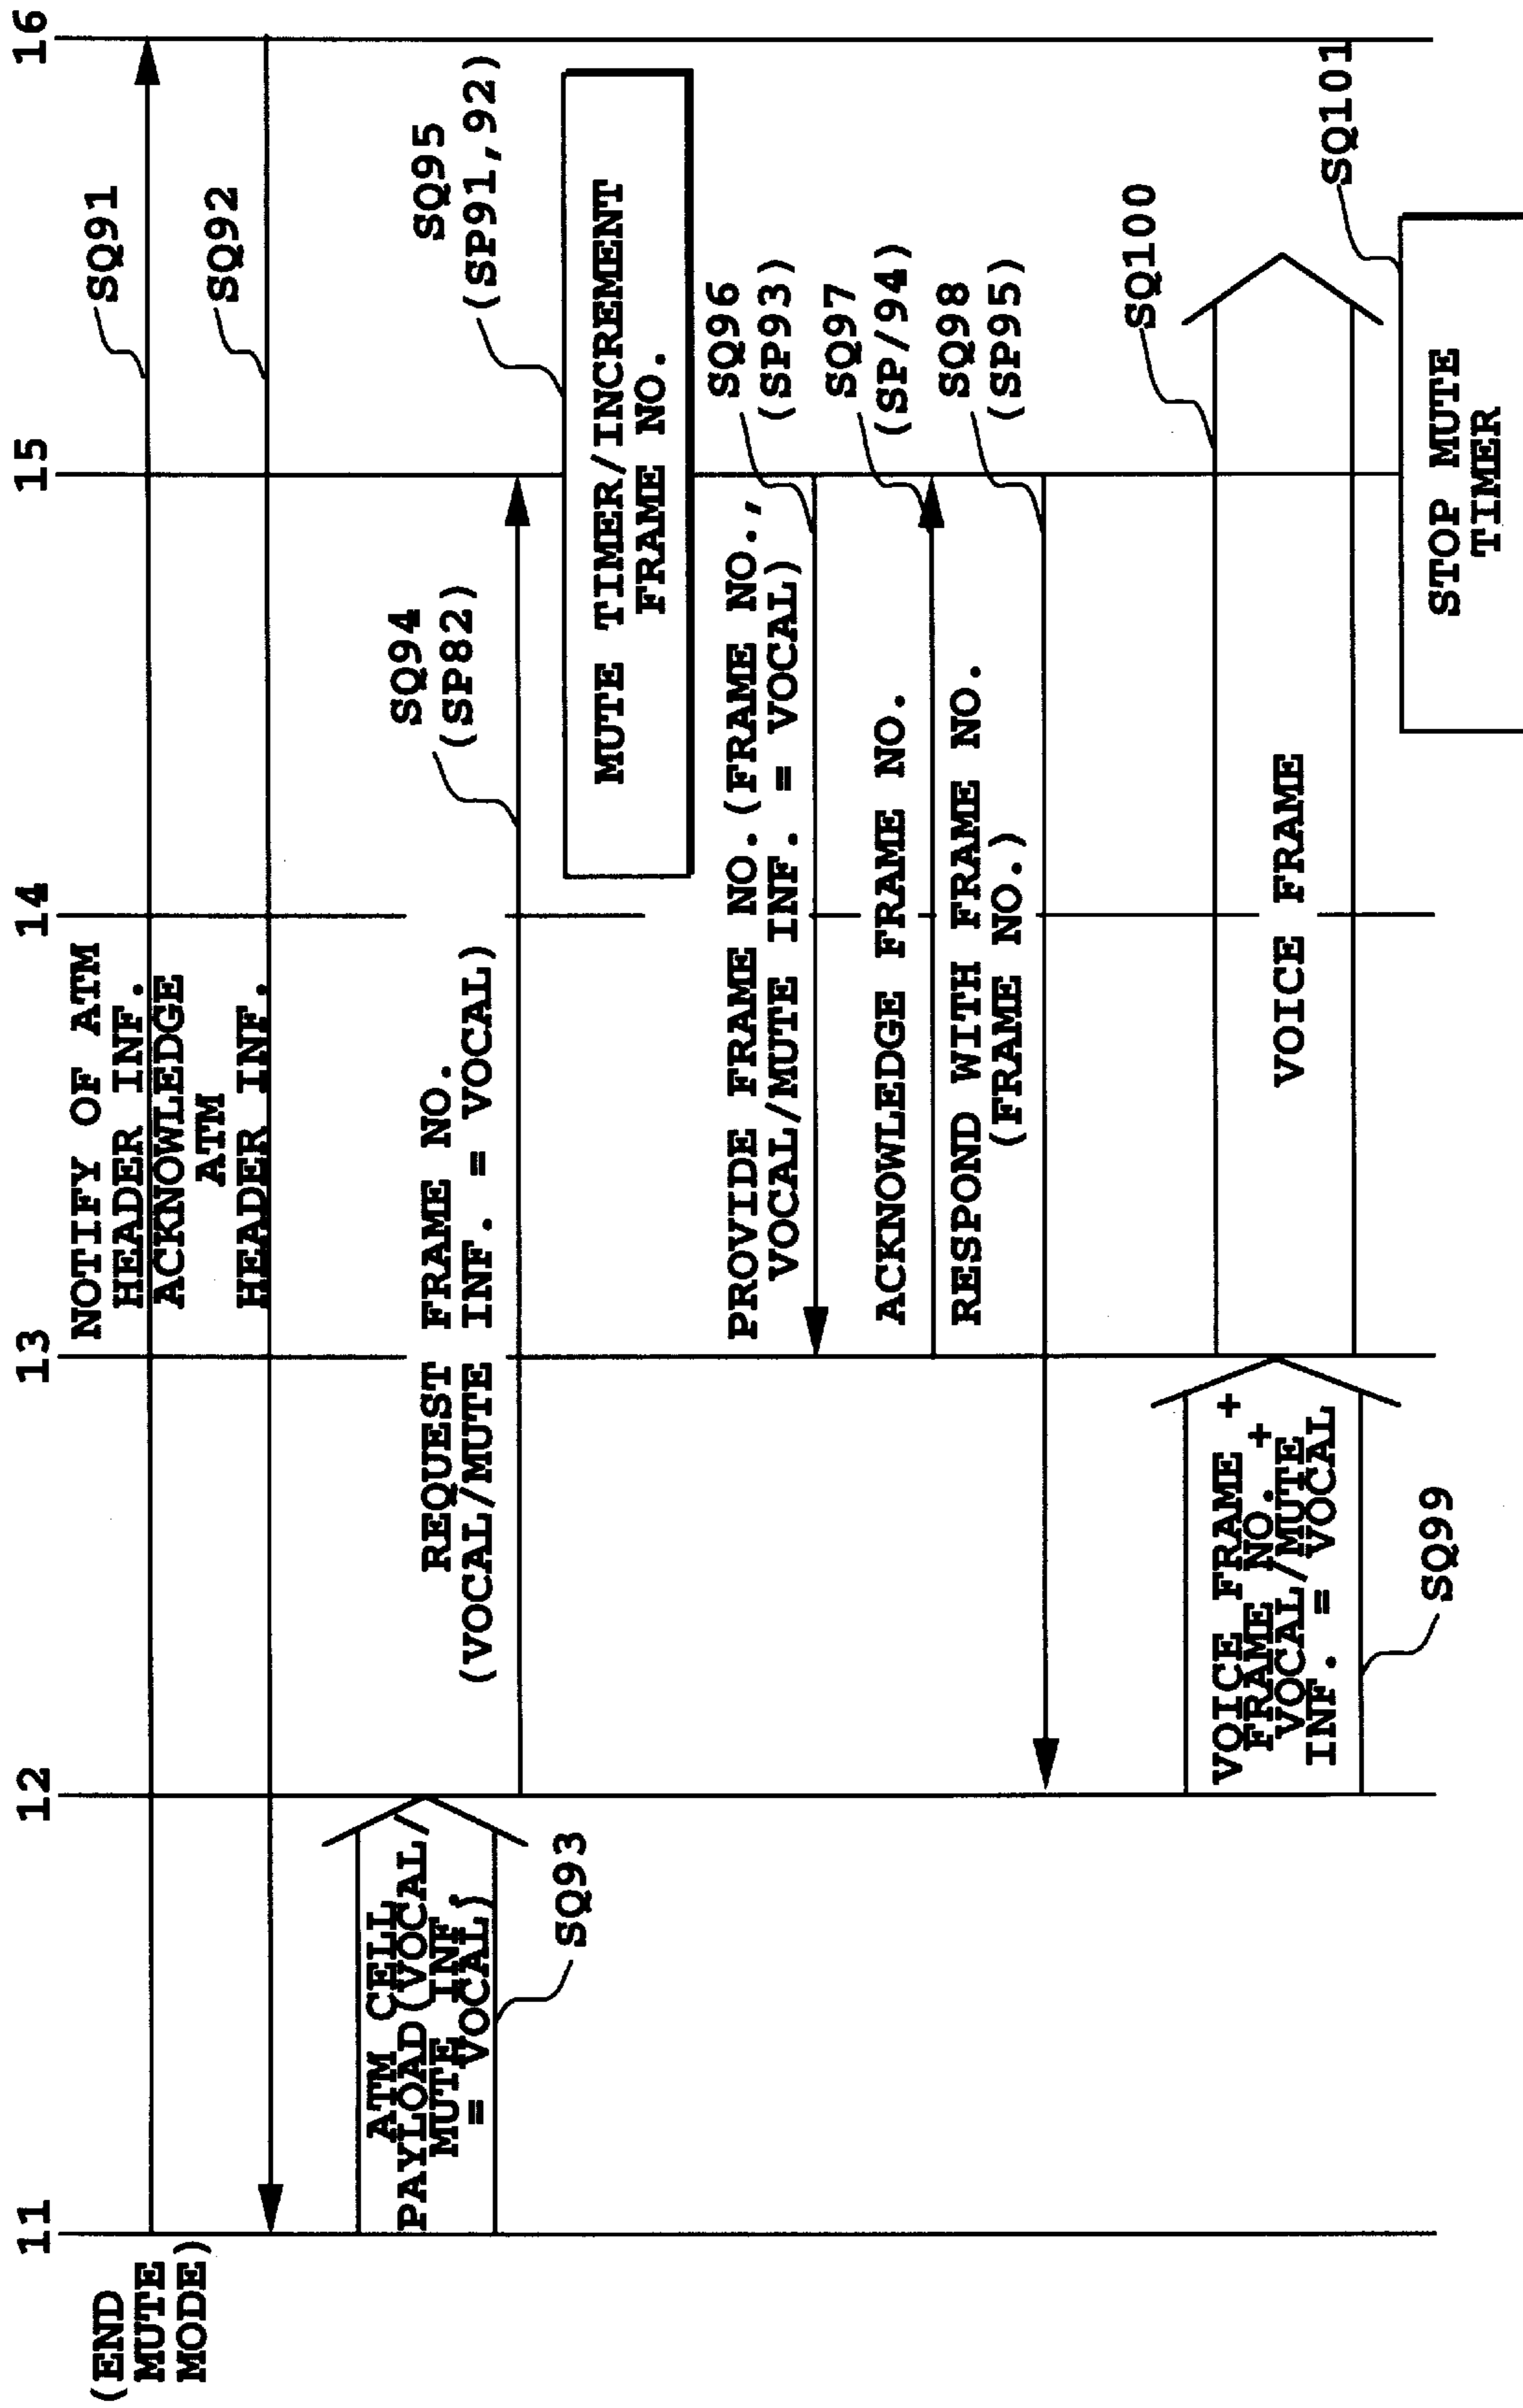 (END
MUTE
MODE)
11
12
13
14
15
16
NOTIFY OF ATM
HEADER INF.
SQ91
ACKNOWLEDGE
ATM
HEADER INF.
SQ92
ATM CELL
PAYLOAD(VOCAL/
MUTE INF.
= VOCAL)
SQ93
REQUEST FRAME NO.
(VOCAL/MUTE INF. = VOCAL)
SQ94
(SP82)
SQ95
(SP91,92)
MUTE TIMER/INCREMENT
FRAME NO.
PROVIDE FRAME NO.(FRAME NO.,
VOCAL/MUTE INF. = VOCAL)
SQ96
(SP93)
ACKNOWLEDGE FRAME NO.
SQ97
(SP/94)
RESPOND WITH FRAME NO.
(FRAME NO.)
SQ98
(SP95)
VOICE FRAME +
FRAME NO. +
VOCAL/MUTE
INF. = VOCAL
SQ99
VOICE FRAME
SQ100
SQ101
STOP MUTE
TIMER